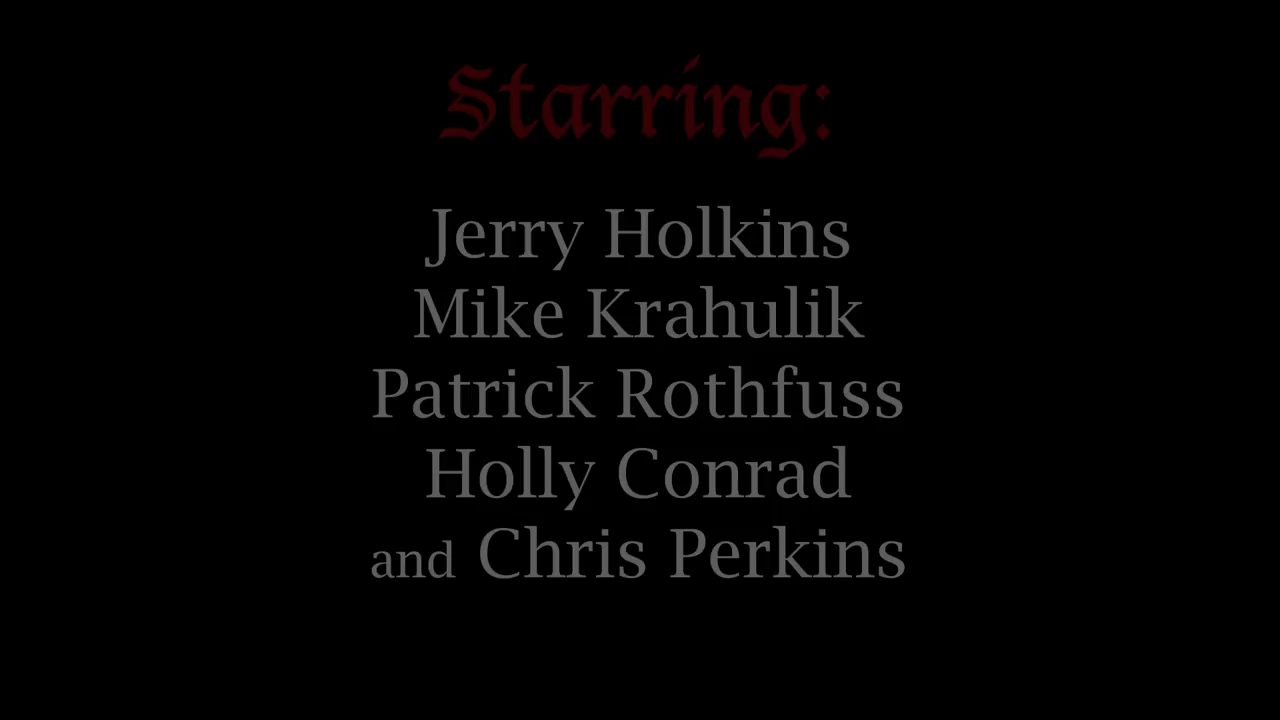 Starring:
Jerry Holkins
Mike Krahulik
Patrick Rothfuss
Holly Conrad
and Chris Perkins